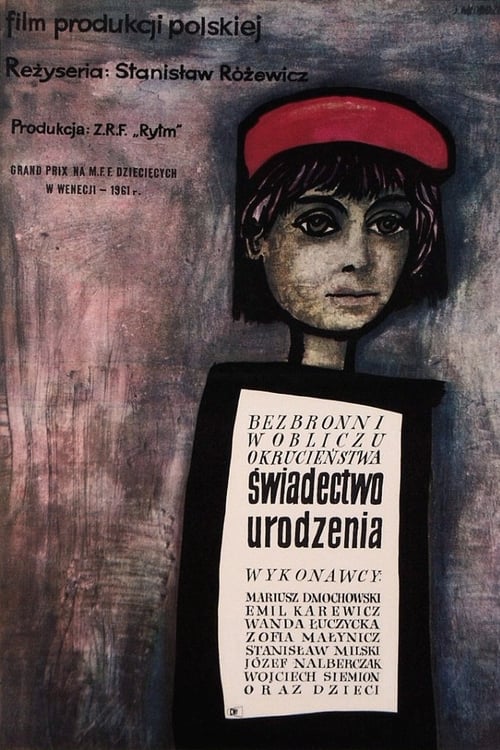 film produkcji polskiej
Reżyseria: Stanisław Różewicz
Produkcja: Z.R.F. „Rytm”
GRAND PRIX NA M.F.F. DZIECIĘCYCH
W WENECJI – 1961 r.
BEZBRONNI
W OBLICZU
OKRUCIEŃSTWA
świadectwo
urodzenia
WYKONAWCY:
MARIUSZ DMOCHOWSKI
EMIL KAREWICZ
WANDA ŁUCZYCKA
ZOFIA MAŁYNICZ
STANISŁAW MILSKI
JÓZEF NALBERCZAK
WOJCIECH SIEMION
ORAZ DZIECI